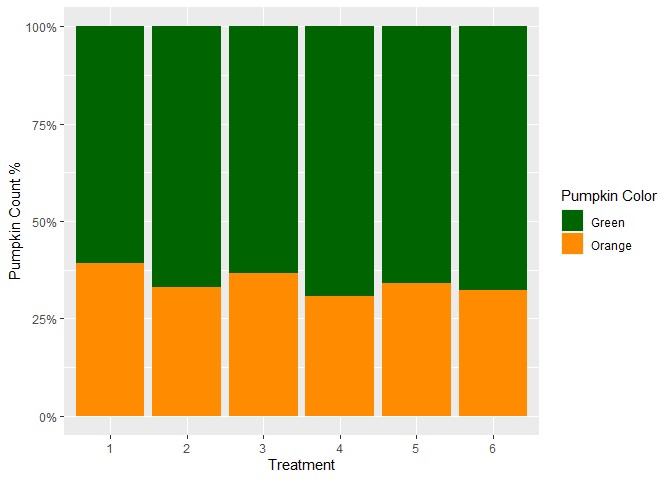 100%
75%
50%
25%
0%
Pumpkin Count %
1 2 3 4 5 6
Treatment
Pumpkin Color
Green
Orange